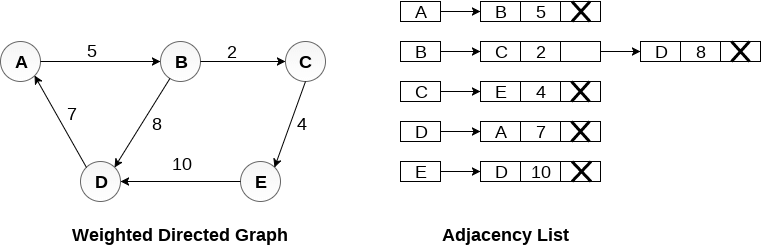 A 5 B 2 C
7 8 4
D 10 E
Weighted Directed Graph
A B 5 X
B C 2 D 8 X
C E 4 X
D A 7 X
E D 10 X
Adjacency List